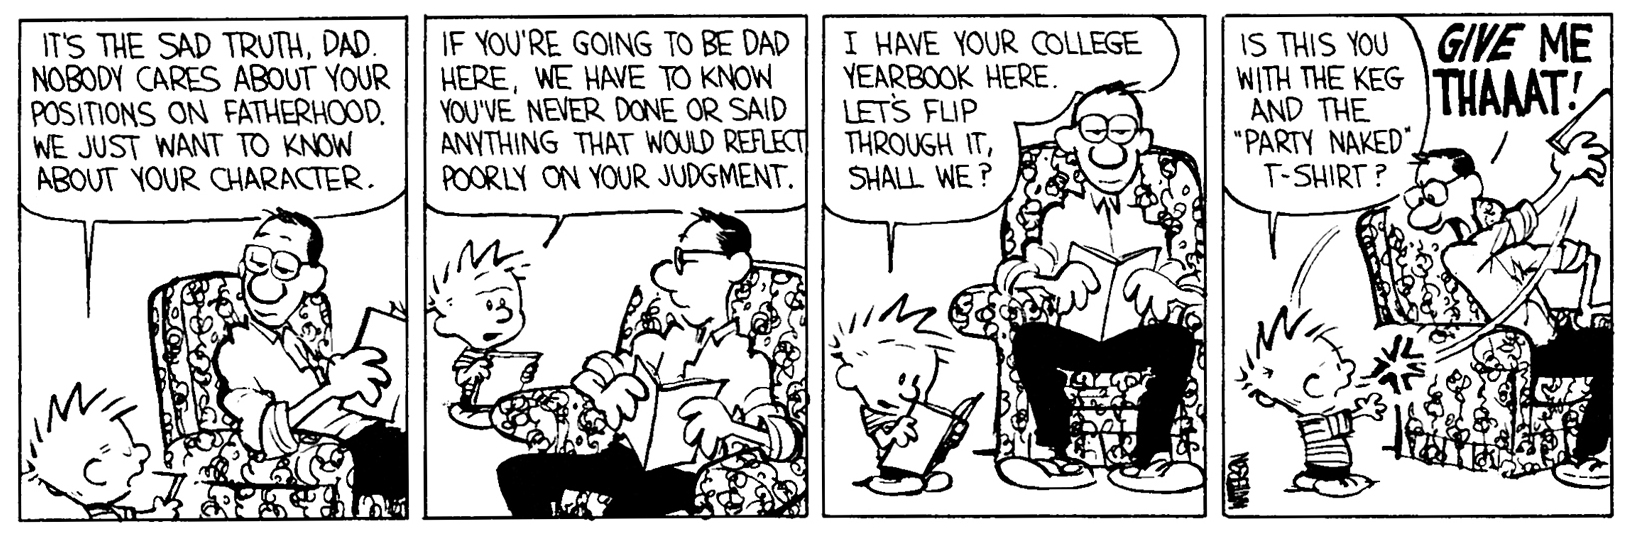 IT'S THE SAD TRUTH, DAD.
NOBODY CARES ABOUT YOUR
POSITIONS ON FATHERHOOD.
WE JUST WANT TO KNOW
ABOUT YOUR CHARACTER.
IF YOU'RE GOING TO BE DAD
HERE, WE HAVE TO KNOW
YOU'VE NEVER DONE OR SAID
ANYTHING THAT WOULD REFLECT
POORLY ON YOUR JUDGMENT.
I HAVE YOUR COLLEGE
YEARBOOK HERE.
LET'S FLIP
THROUGH IT,
SHALL WE?
IS THIS YOU
WITH THE KEG
AND THE
"PARTY NAKED"
T-SHIRT?
GIVE ME
THAAAT!
WATTERSON